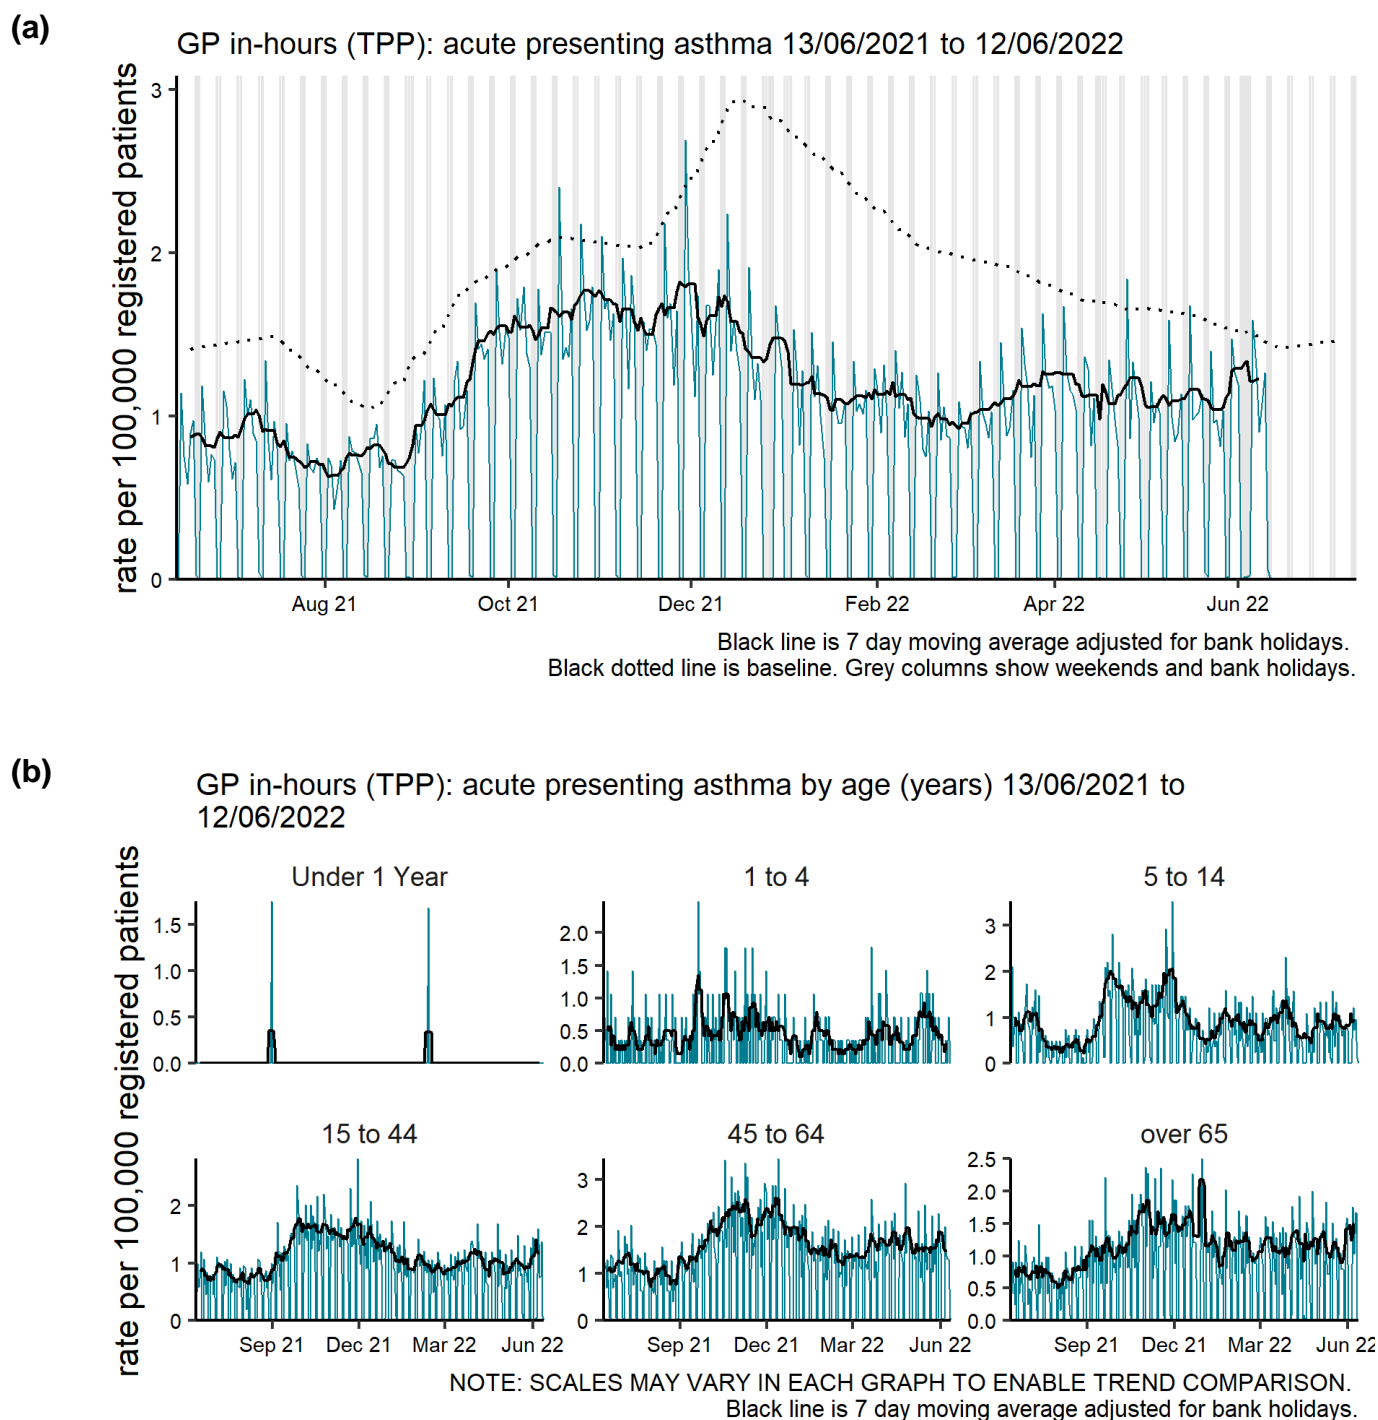 (a)
GP in-hours (TPP): acute presenting asthma 13/06/2021 to 12/06/2022
rate per 100,000 registered patients
3
2
1
0
Aug 21 Oct 21 Dec 21 Feb 22 Apr 22 Jun 22
Black line is 7 day moving average adjusted for bank holidays.
Black dotted line is baseline. Grey columns show weekends and bank holidays.
(b)
GP in-hours (TPP): acute presenting asthma by age (years) 13/06/2021 to
12/06/2022
rate per 100,000 registered patients
Under 1 Year
1.5
1.0
0.5
0.0
1 to 4
2.0
1.5
1.0
0.5
0.0
5 to 14
3
2
1
0
15 to 44
2
1
0
Sep 21 Dec 21 Mar 22 Jun 22
45 to 64
3
2
1
0
Sep 21 Dec 21 Mar 22 Jun 22
over 65
2.5
2.0
1.5
1.0
0.5
0.0
Sep 21 Dec 21 Mar 22 Jun 22
NOTE: SCALES MAY VARY IN EACH GRAPH TO ENABLE TREND COMPARISON.
Black line is 7 day moving average adjusted for bank holidays.